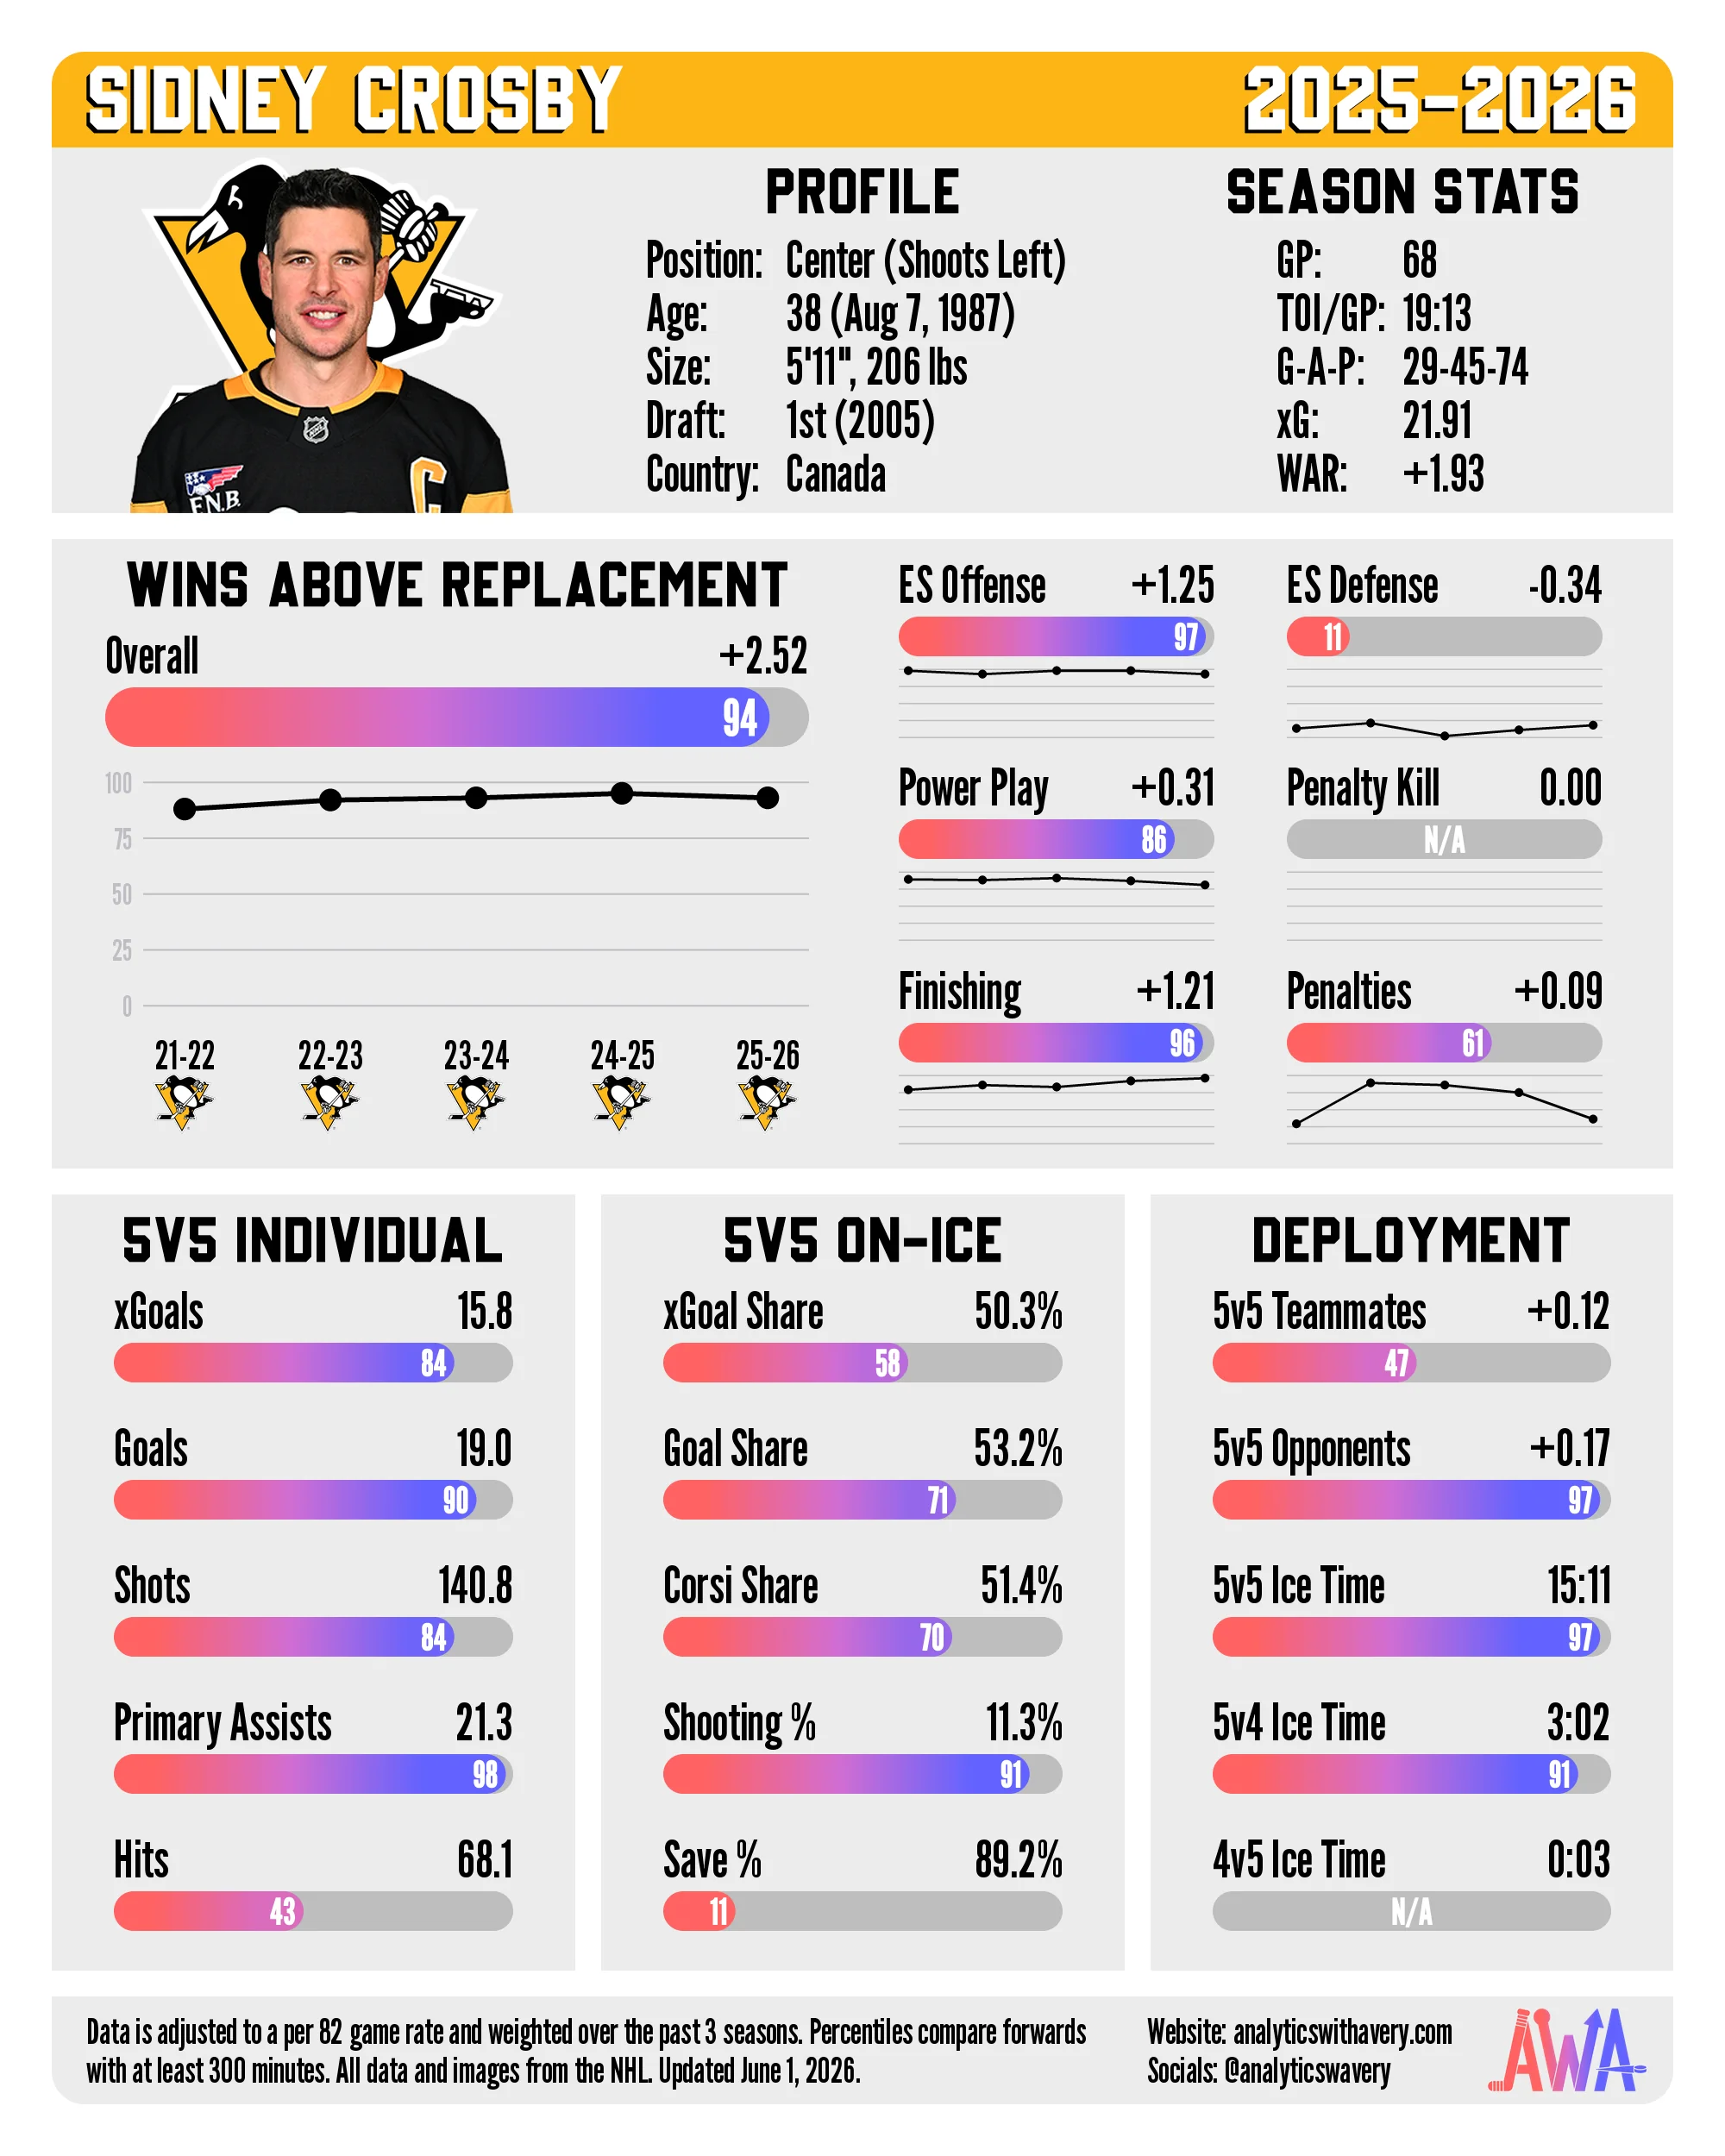 SIDNEY CROSBY
2025-2026
PROFILE
Position: Center (Shoots Left)
Age: 38 (Aug 7, 1987)
Size: 5'11", 206 lbs
Draft: 1st (2005)
Country: Canada
SEASON STATS
GP: 68
TOI/GP: 19:13
G-A-P: 29-45-74
xG: 21.91
WAR: +1.93
NHL
F.N.B.
C
WINS ABOVE REPLACEMENT
Overall +2.52
94
100
75
50
25
0
21-22 22-23 23-24 24-25 25-26
ES Offense +1.25
97
ES Defense -0.34
11
Power Play +0.31
86
Penalty Kill 0.00
N/A
Finishing +1.21
96
Penalties +0.09
61
5V5 INDIVIDUAL
xGoals 15.8
84
Goals 19.0
90
Shots 140.8
84
Primary Assists 21.3
98
Hits 68.1
43
5V5 ON-ICE
xGoal Share 50.3%
58
Goal Share 53.2%
71
Corsi Share 51.4%
70
Shooting % 11.3%
91
Save % 89.2%
11
DEPLOYMENT
5v5 Teammates +0.12
47
5v5 Opponents +0.17
97
5v5 Ice Time 15:11
97
5v4 Ice Time 3:02
91
4v5 Ice Time 0:03
N/A
Data is adjusted to a per 82 game rate and weighted over the past 3 seasons. Percentiles compare forwards
with at least 300 minutes. All data and images from the NHL. Updated June 1, 2026.
Website: analyticswithavery.com
Socials: @analyticswavery
AWA